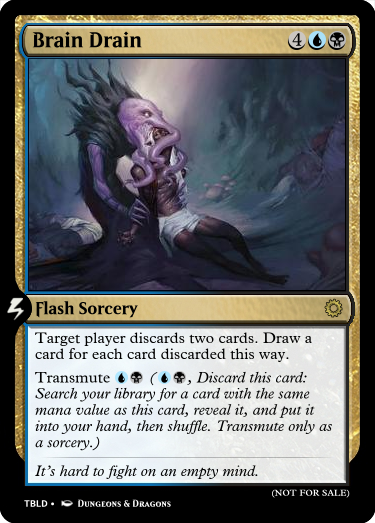 Brain Drain 4
Flash Sorcery
Target player discards two cards. Draw a
card for each card discarded this way.
Transmute (, Discard this card:
Search your library for a card with the same
mana value as this card, reveal it, and put it
into your hand, then shuffle. Transmute only as
a sorcery.)
It's hard to fight on an empty mind.
(NOT FOR SALE)
TBLD • DUNGEONS & DRAGONS